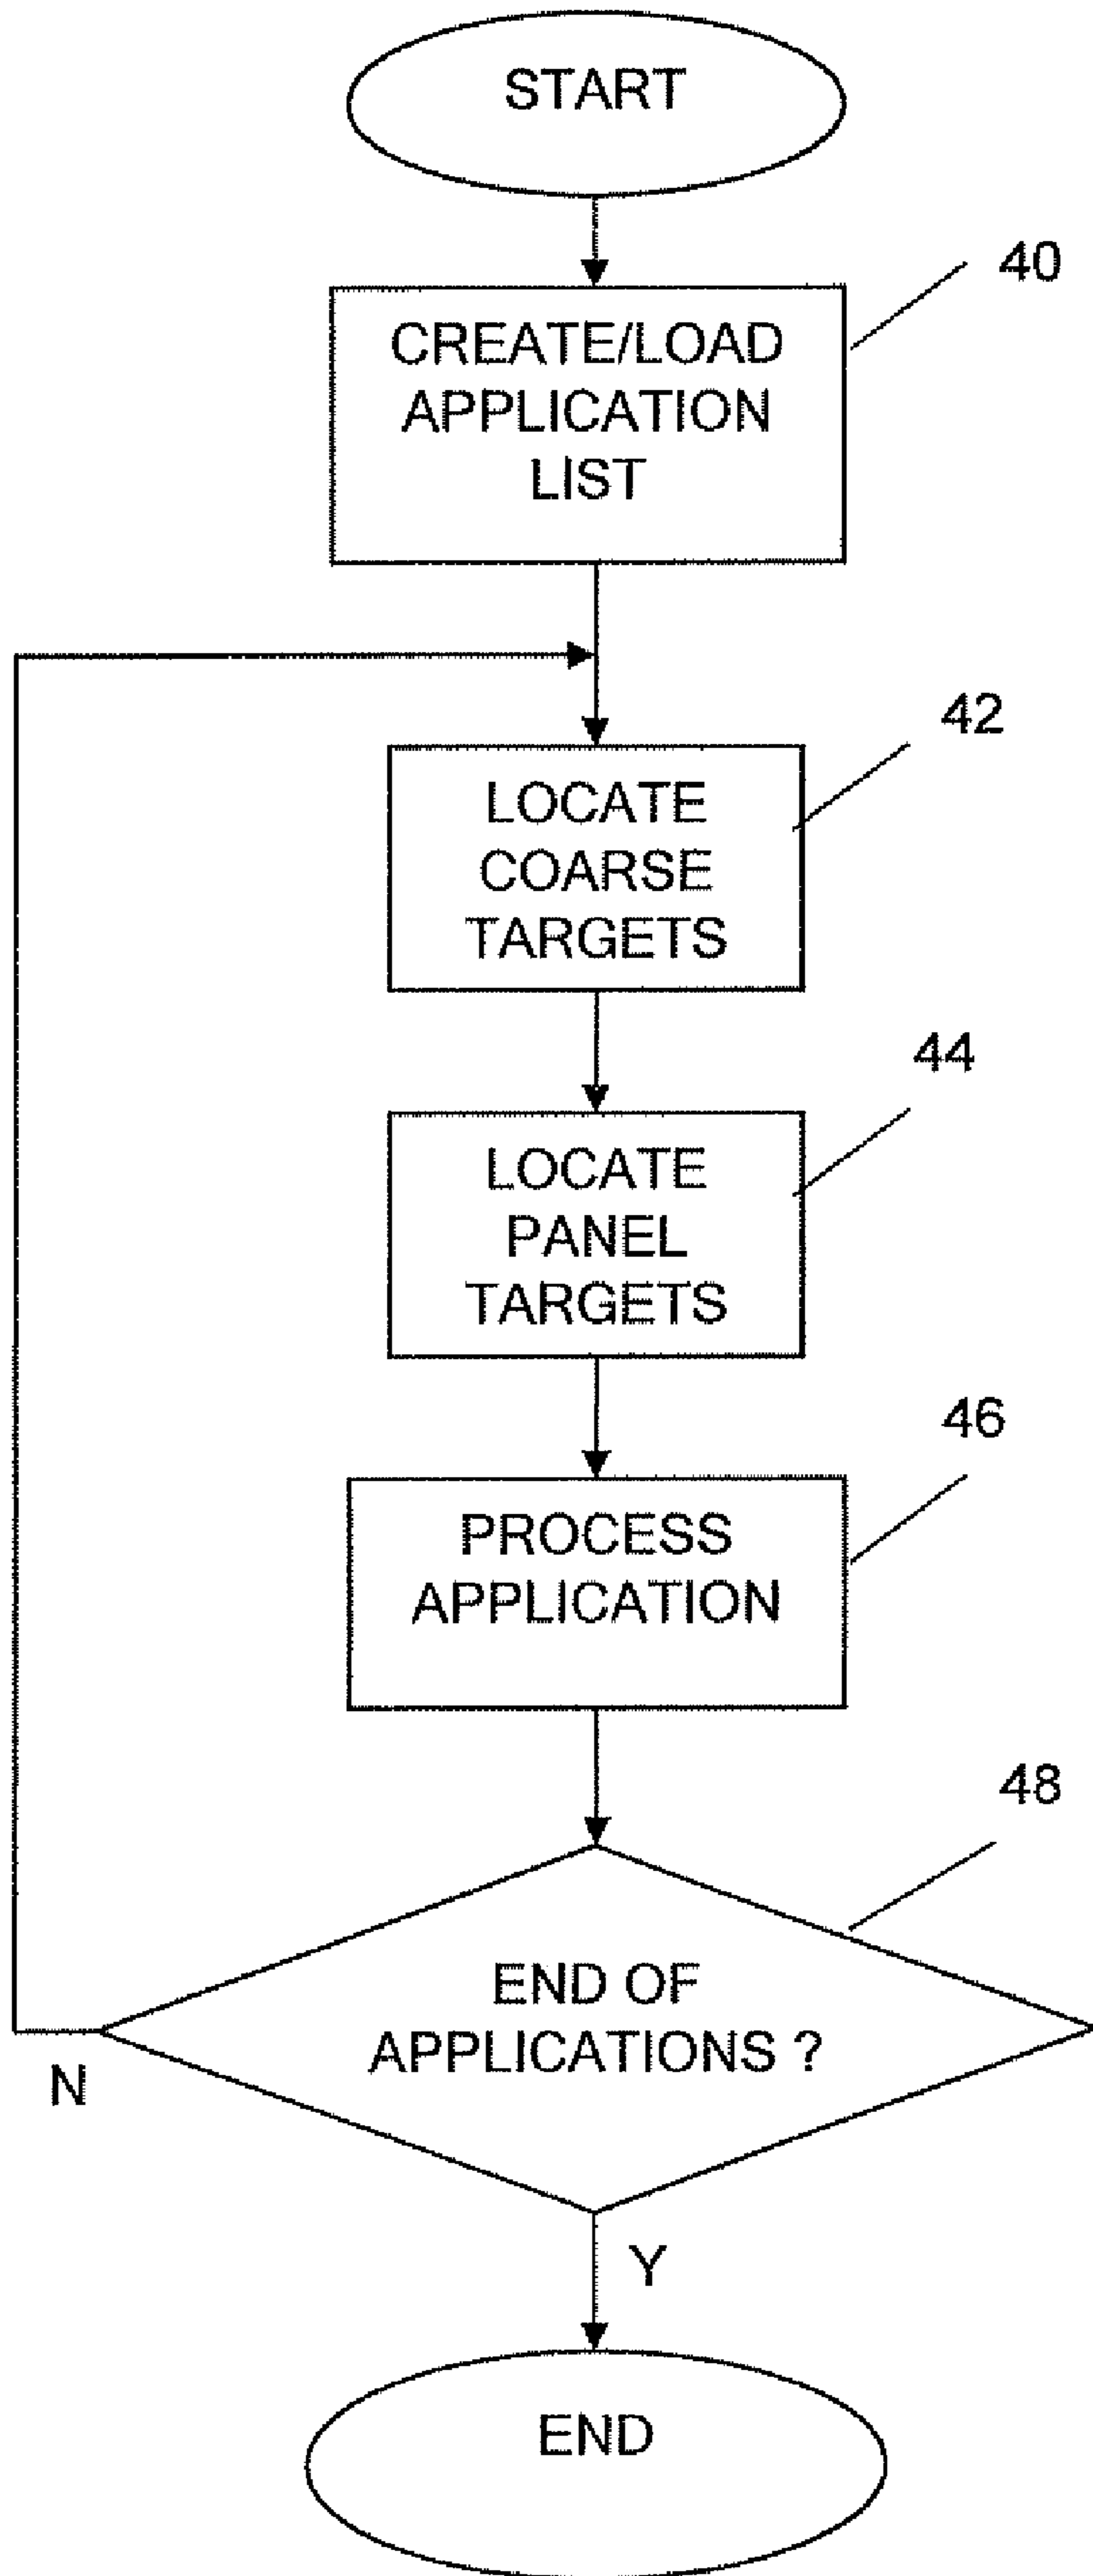 START
40
CREATE/LOAD
APPLICATION
LIST
42
LOCATE
COARSE
TARGETS
44
LOCATE
PANEL
TARGETS
46
PROCESS
APPLICATION
48
END OF
APPLICATIONS ?
N
Y
END